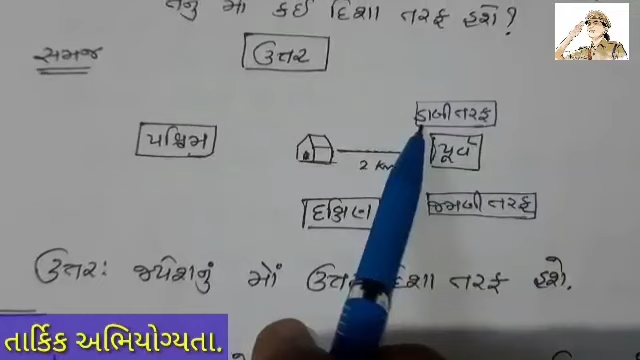 તેનું મોં કઈ દિશા તરફ હશે?
સમજ
ઉત્તર
ડાબી તરફ
પશ્ચિમ
પૂર્વ
2 Km
દક્ષિણ
જમણી તરફ
ઉત્તર: જયેશનું મોં ઉત્તર દિશા તરફ હશે.
તાર્કિક અભિયોગ્યતા.